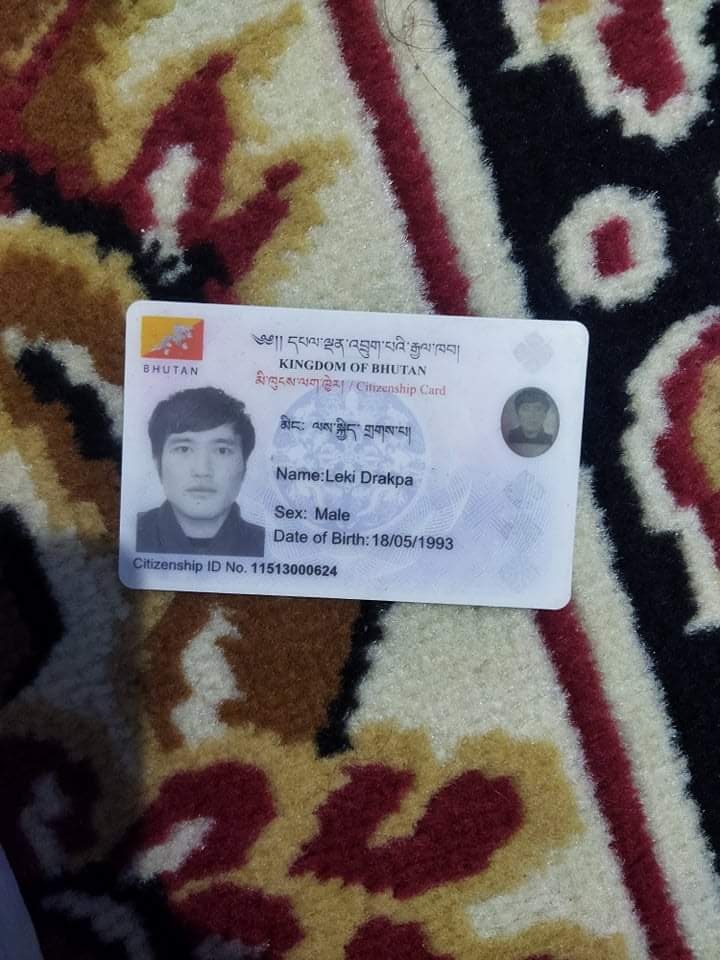 ༄༅།། དཔལ་ལྡན་འབྲུག་པའི་རྒྱལ་ཁབ།
KINGDOM OF BHUTAN
BHUTAN
མི་ཁུངས་ལག་ཁྱེར། / Citizenship Card
མིང་: ལས་སྐྱིད་ གྲགས་པ།
Name:Leki Drakpa
Sex: Male
Date of Birth:18/05/1993
Citizenship ID No. 11513000624